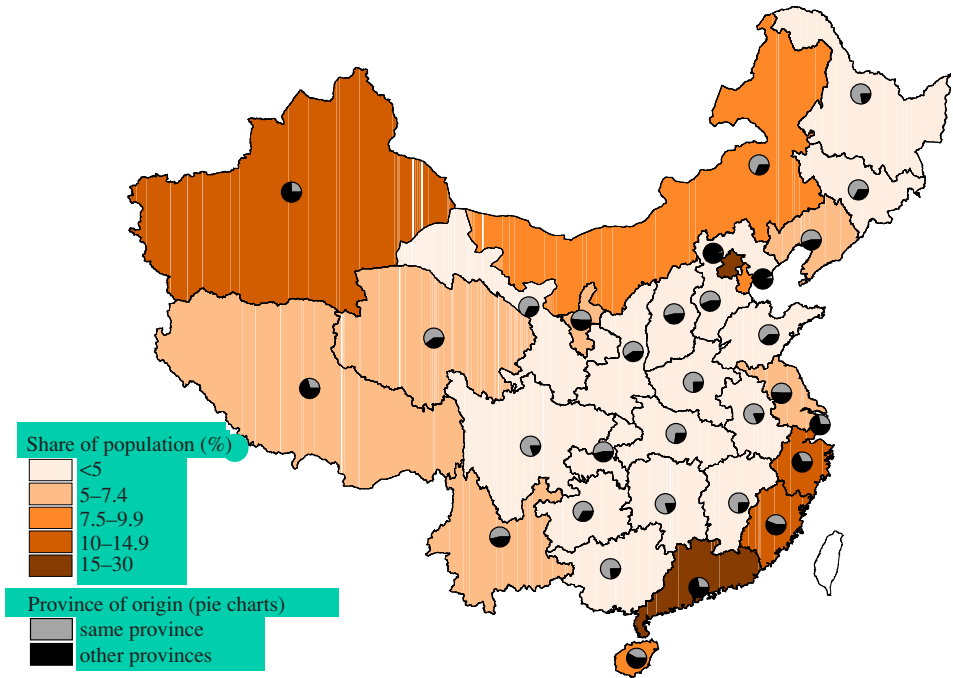 Share of population (%)
<5
5–7.4
7.5–9.9
10–14.9
15–30
Province of origin (pie charts)
same province
other provinces